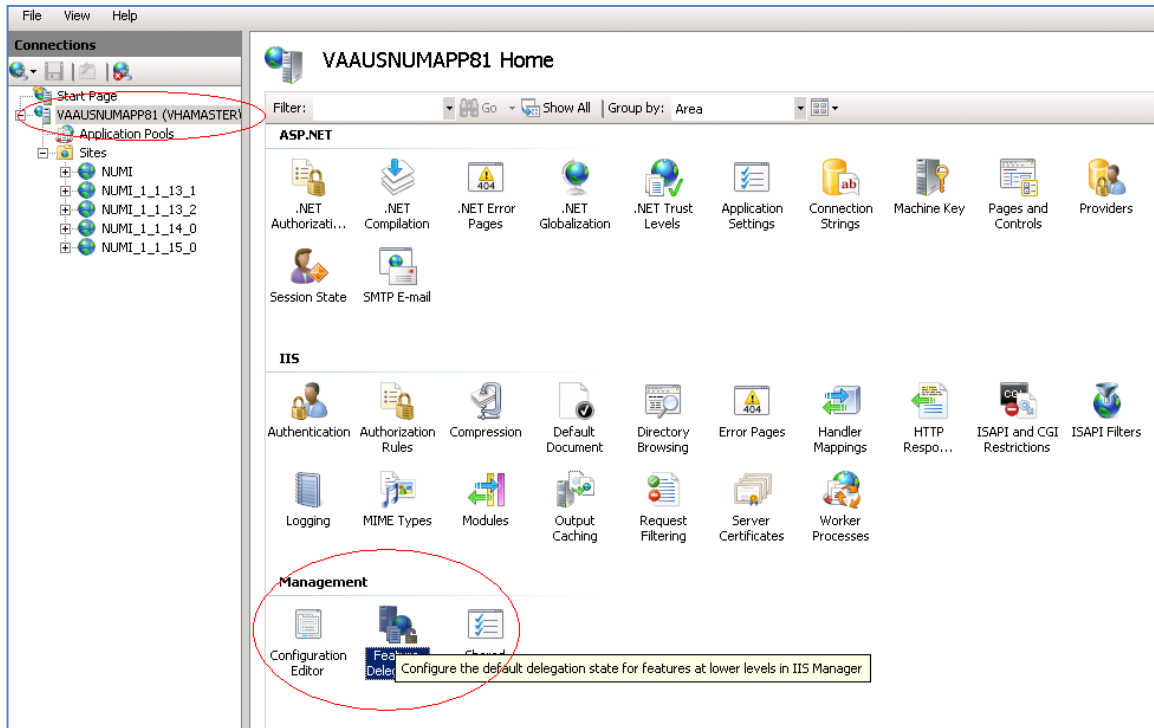 File View Help
Connections
Start Page
VAAUSNUMAPP81 (VHAMASTER\
Application Pools
Sites
NUMI
NUMI_1_1_13_1
NUMI_1_1_13_2
NUMI_1_1_14_0
NUMI_1_1_15_0
VAAUSNUMAPP81 Home
Filter: Go Show All Group by: Area
ASP.NET
.NET Authorizati... .NET Compilation .NET Error Pages .NET Globalization .NET Trust Levels Application Settings Connection Strings Machine Key Pages and Controls Providers
Session State SMTP E-mail
IIS
Authentication Authorization Rules Compression Default Document Directory Browsing Error Pages Handler Mappings HTTP Respo... ISAPI and CGI Restrictions ISAPI Filters
Logging MIME Types Modules Output Caching Request Filtering Server Certificates Worker Processes
Management
Configuration Editor
Configure the default delegation state for features at lower levels in IIS Manager